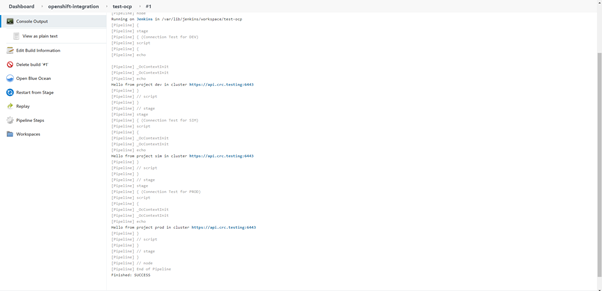 Dashboard openshift-integration test-ocp #1
Console Output
View as plain text
Edit Build Information
Delete build '#1'
Open Blue Ocean
Restart from Stage
Replay
Pipeline Steps
Workspaces
[Pipeline] node
Running on Jenkins in /var/lib/jenkins/workspace/test-ocp
[Pipeline] {
[Pipeline] stage
[Pipeline] { (Connection Test for DEV)
[Pipeline] script
[Pipeline] {
[Pipeline] echo
[Pipeline] _OcContextInit
[Pipeline] _OcContextInit
[Pipeline] echo
Hello from project dev in cluster https://api.crc.testing:6443
[Pipeline] }
[Pipeline] // script
[Pipeline] }
[Pipeline] // stage
[Pipeline] stage
[Pipeline] { (Connection Test for SIM)
[Pipeline] script
[Pipeline] {
[Pipeline] _OcContextInit
[Pipeline] _OcContextInit
[Pipeline] echo
Hello from project sim in cluster https://api.crc.testing:6443
[Pipeline] }
[Pipeline] // script
[Pipeline] }
[Pipeline] // stage
[Pipeline] stage
[Pipeline] { (Connection Test for PROD)
[Pipeline] script
[Pipeline] {
[Pipeline] _OcContextInit
[Pipeline] _OcContextInit
[Pipeline] echo
Hello from project prod in cluster https://api.crc.testing:6443
[Pipeline] }
[Pipeline] // script
[Pipeline] }
[Pipeline] // stage
[Pipeline] }
[Pipeline] // node
[Pipeline] End of Pipeline
Finished: SUCCESS